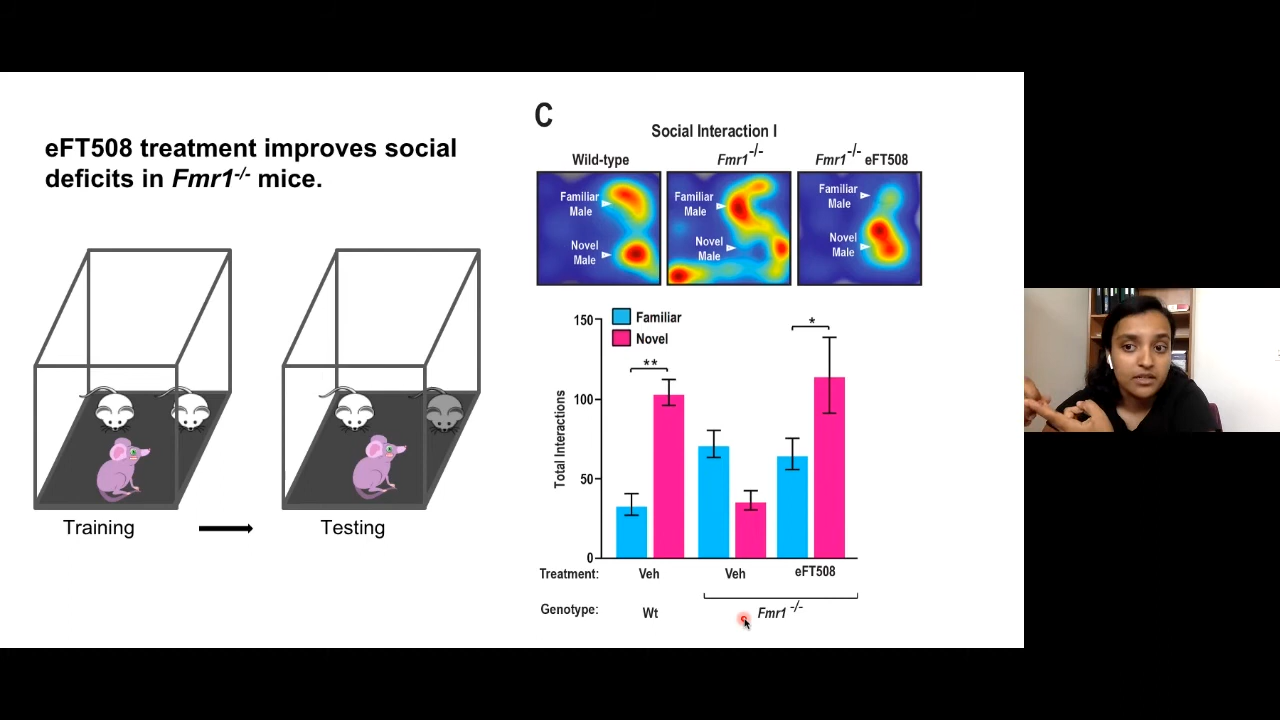 eFT508 treatment improves social
deficits in Fmr1-/- mice.
Training
Testing
C
Social Interaction I
Wild-type
Fmr1-/-
Fmr1-/- eFT508
Familiar
Male
Novel
Male
Familiar
Male
Novel
Male
Familiar
Male
Novel
Male
Familiar
Novel
Total Interactions
150
100
50
0
**
*
Treatment: Veh Veh eFT508
Genotype: Wt Fmr1-/-